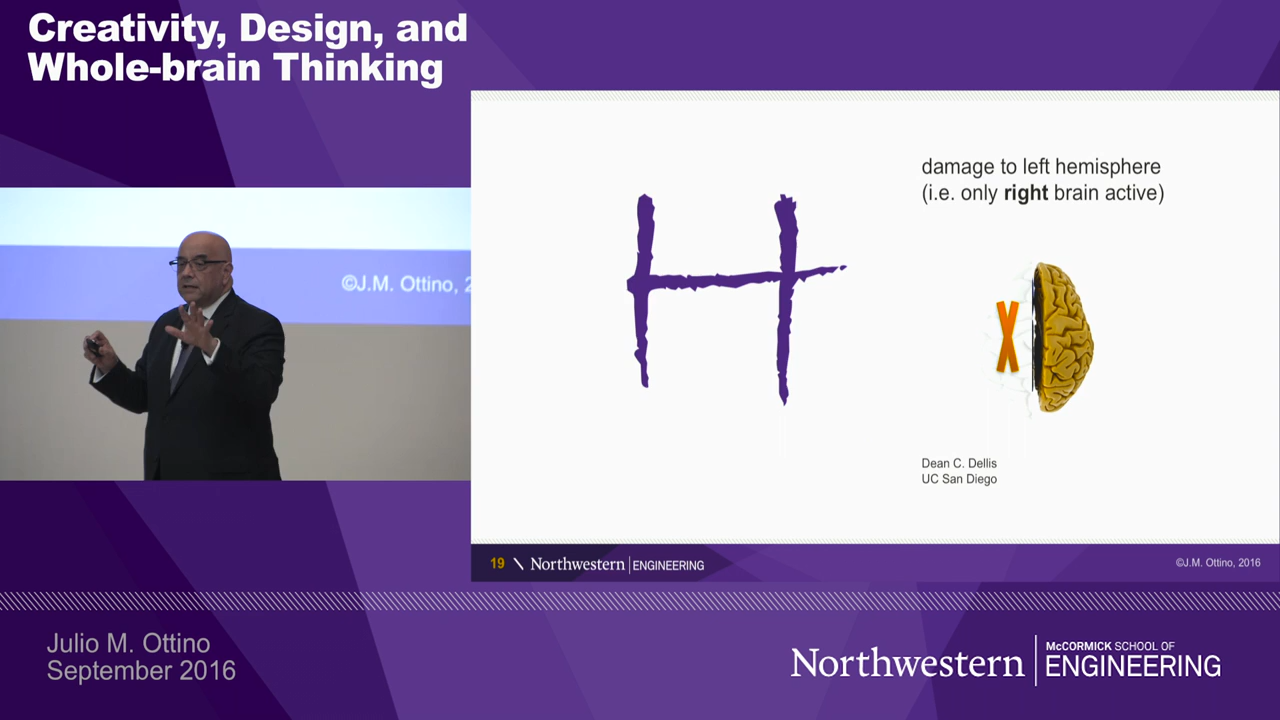 Creativity, Design, and
Whole-brain Thinking
©J.M. Ottino, 2
H
damage to left hemisphere
(i.e. only right brain active)
X
Dean C. Dellis
UC San Diego
19 \ Northwestern | ENGINEERING
©J.M. Ottino, 2016
Julio M. Ottino
September 2016
Northwestern
McCORMICK SCHOOL OF
ENGINEERING